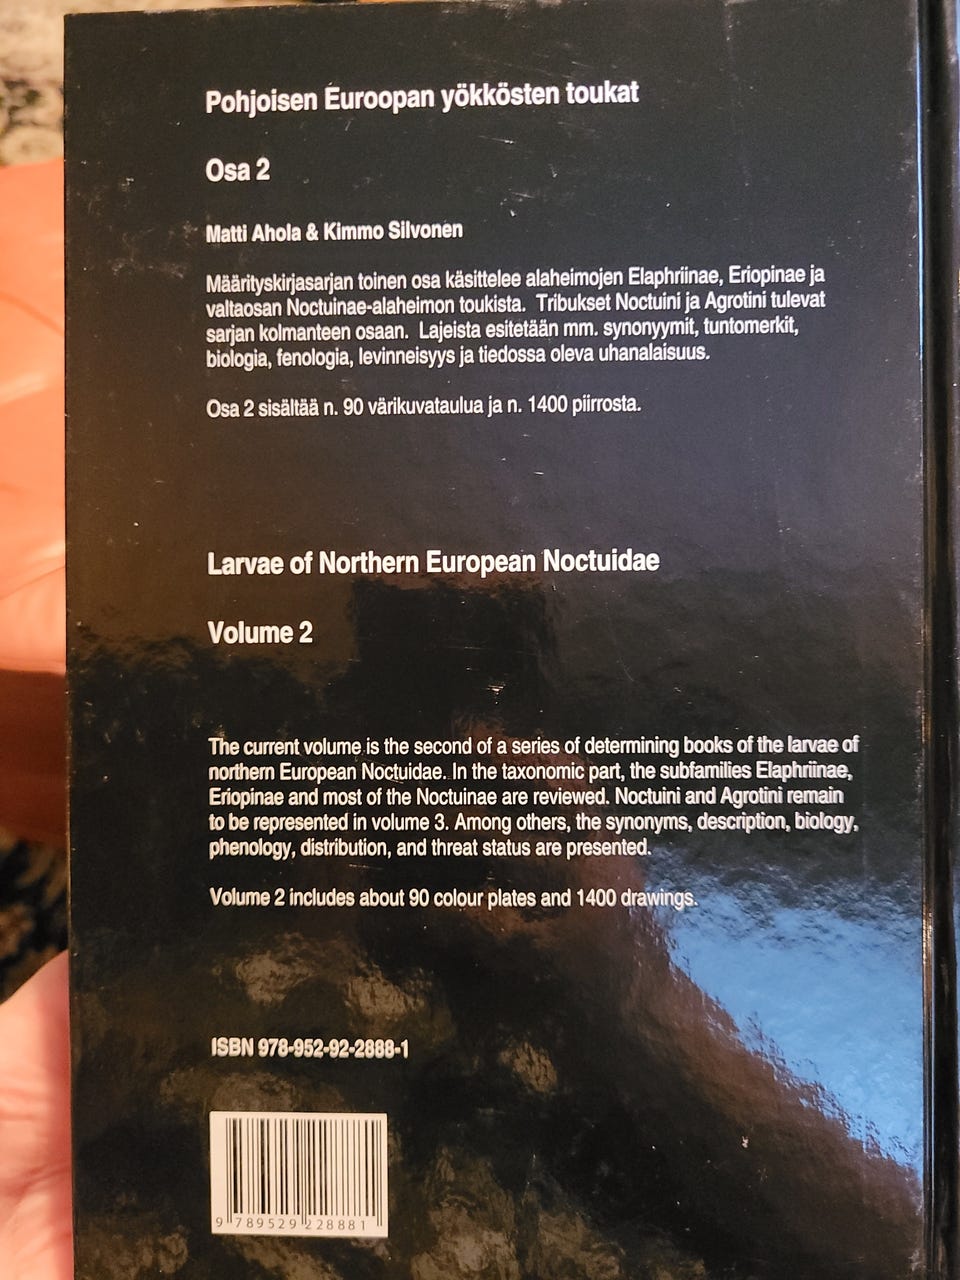 Pohjoisen Euroopan yökkösten toukat
Osa 2
Matti Ahola & Kimmo Silvonen
Määrityskirjasarjan toinen osa käsittelee alaheimojen Elaphriinae, Eriopinae ja
valtaosan Noctuinae-alaheimon toukista. Tribukset Noctuini ja Agrotini tulevat
sarjan kolmanteen osaan. Lajeista esitetään mm. synonyymit, tuntomerkit,
biologia, fenologia, levinneisyys ja tiedossa oleva uhanalaisuus.
Osa 2 sisältää n. 90 värikuvataulua ja n. 1400 piirrosta.
Larvae of Northern European Noctuidae
Volume 2
The current volume is the second of a series of determining books of the larvae of
northern European Noctuidae. In the taxonomic part, the subfamilies Elaphriinae,
Eriopinae and most of the Noctuinae are reviewed. Noctuini and Agrotini remain
to be represented in volume 3. Among others, the synonyms, description, biology,
phenology, distribution, and threat status are presented.
Volume 2 includes about 90 colour plates and 1400 drawings.
ISBN 978-952-92-2888-1
9 789529 228881